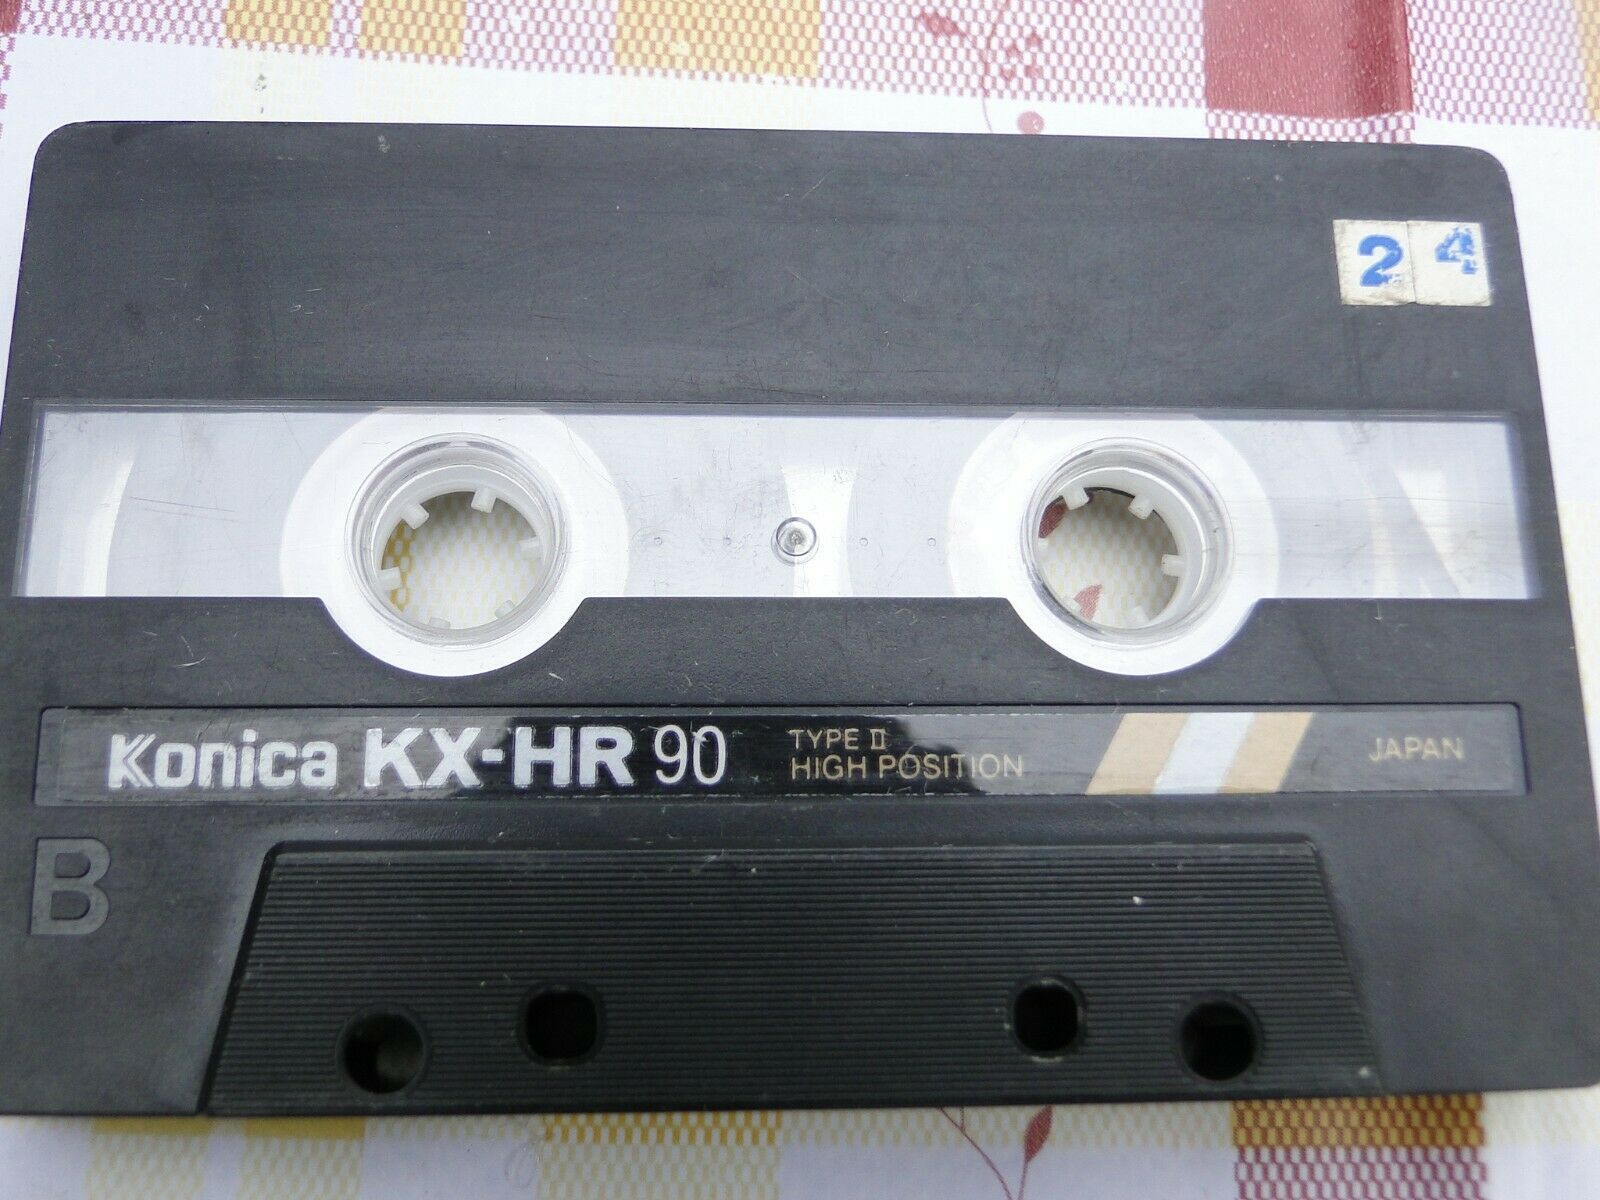 2 4
Konica KX-HR 90 TYPE II HIGH POSITION JAPAN
B